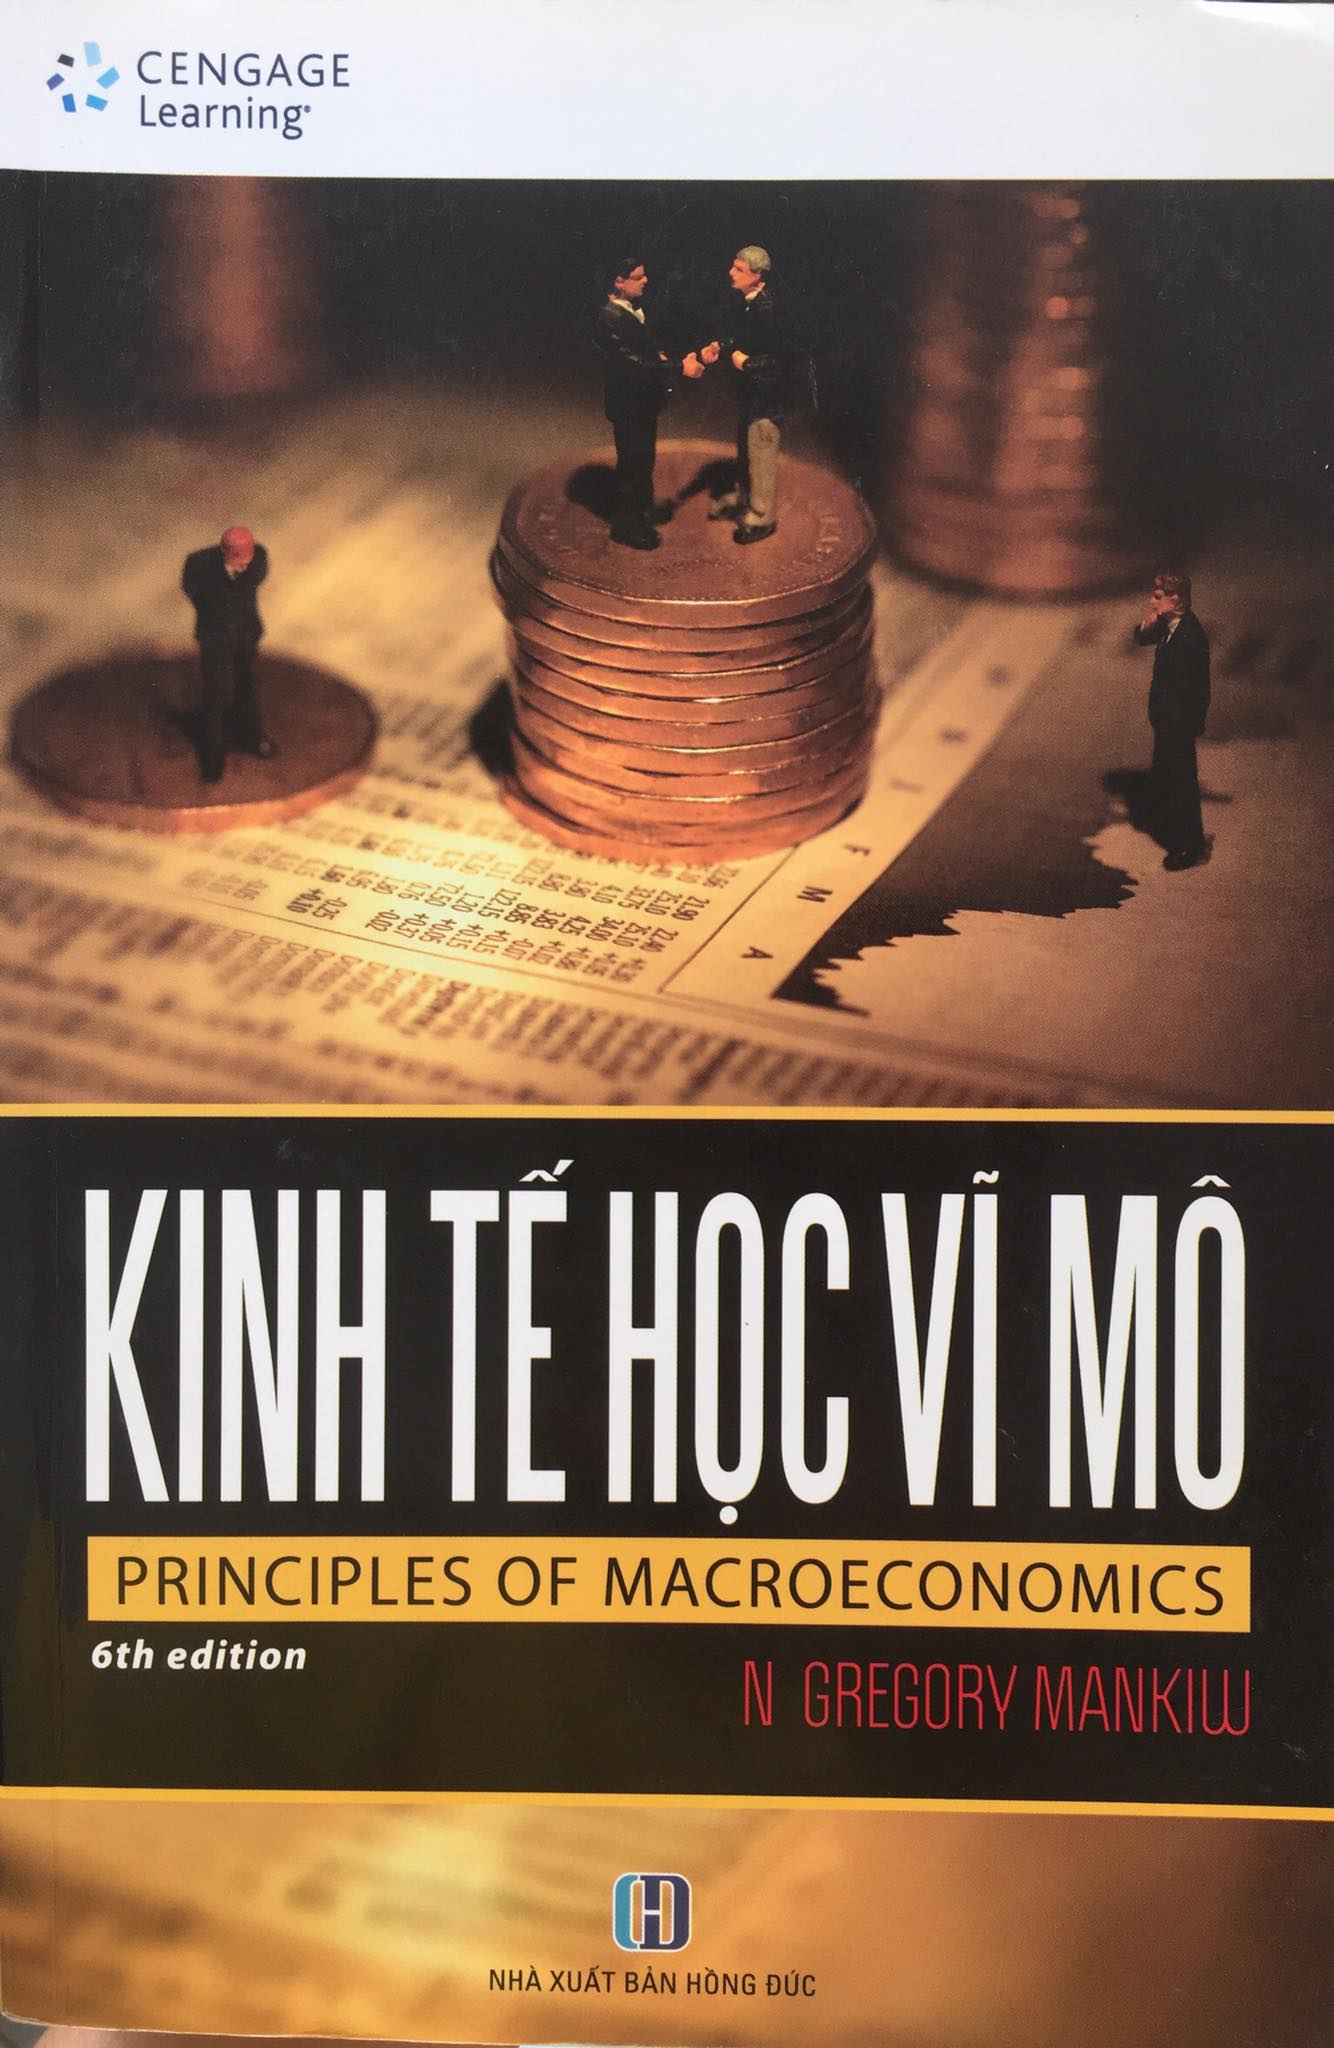 CENGAGE
Learning®
A M F J
KINH TẾ HỌC VĨ MÔ
PRINCIPLES OF MACROECONOMICS
6th edition
N GREGORY MANKIW
NHÀ XUẤT BẢN HỒNG ĐỨC